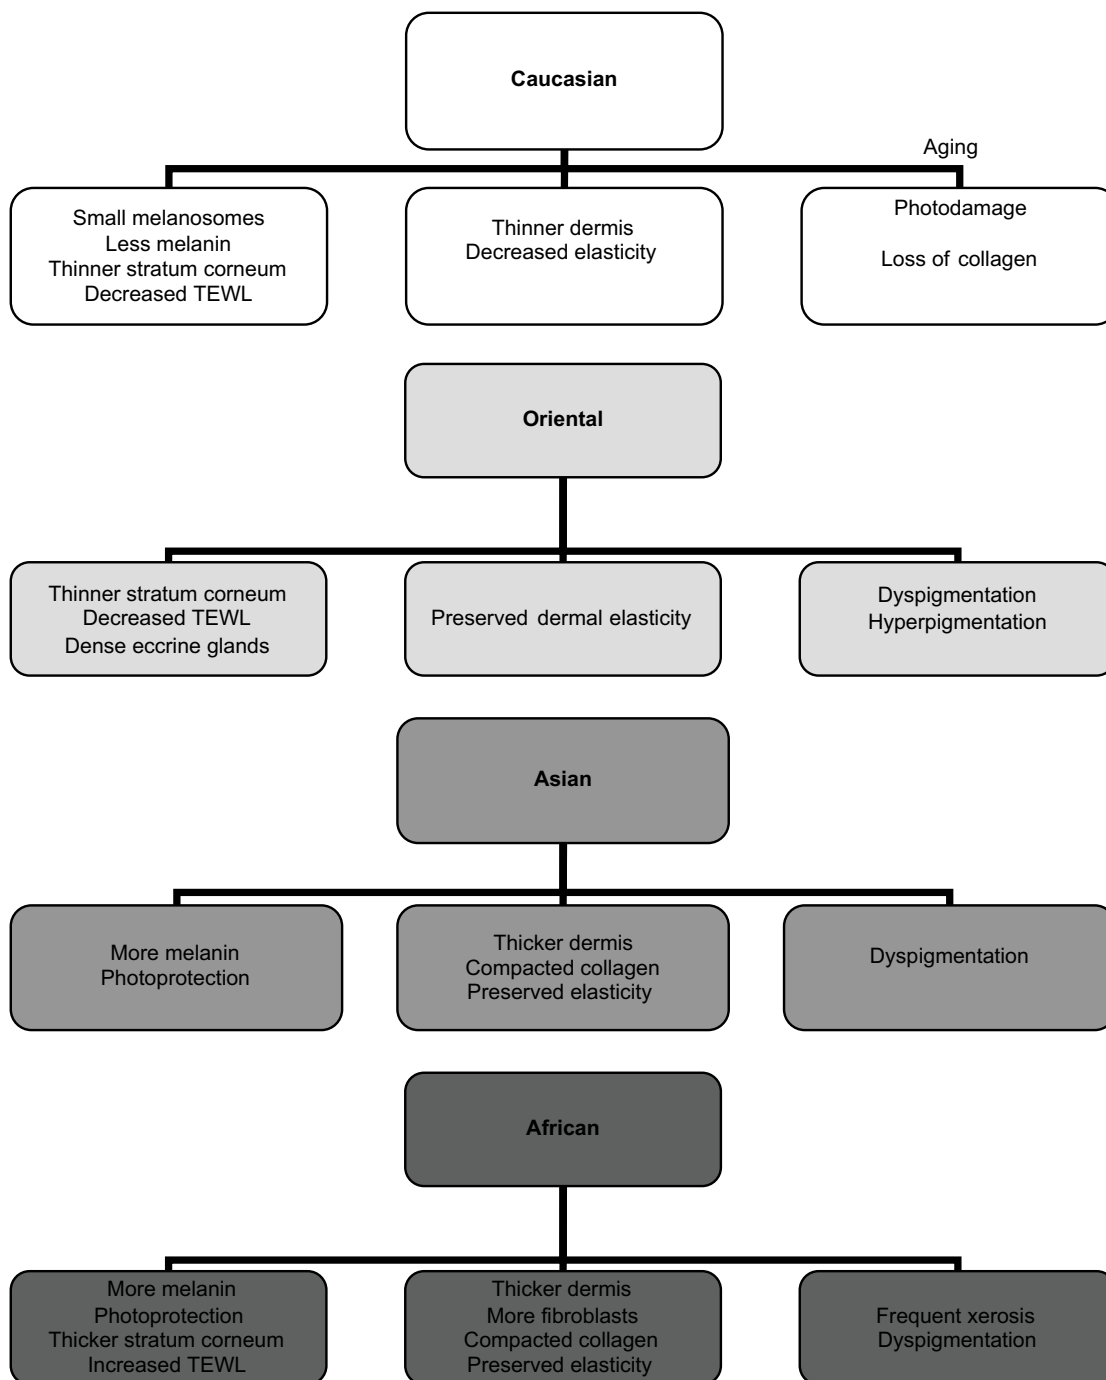 Caucasian
Aging
Small melanosomes
Less melanin
Thinner stratum corneum
Decreased TEWL
Thinner dermis
Decreased elasticity
Photodamage
Loss of collagen
Oriental
Thinner stratum corneum
Decreased TEWL
Dense eccrine glands
Preserved dermal elasticity
Dyspigmentation
Hyperpigmentation
Asian
More melanin
Photoprotection
Thicker dermis
Compacted collagen
Preserved elasticity
Dyspigmentation
African
More melanin
Photoprotection
Thicker stratum corneum
Increased TEWL
Thicker dermis
More fibroblasts
Compacted collagen
Preserved elasticity
Frequent xerosis
Dyspigmentation